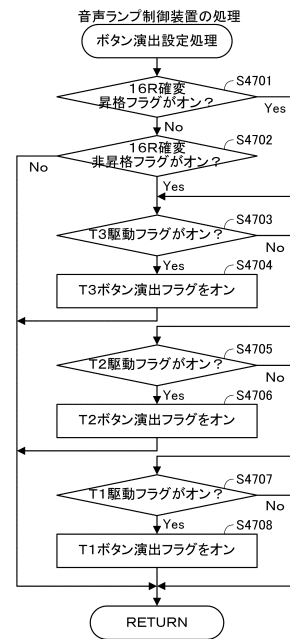 音声ランプ制御装置の処理
ボタン演出設定処理
S4701
16R確変
昇格フラグがオン?
Yes
No
S4702
16R確変
非昇格フラグがオン?
No
Yes
S4703
T3駆動フラグがオン?
No
Yes
S4704
T3ボタン演出フラグをオン
S4705
T2駆動フラグがオン?
No
Yes
S4706
T2ボタン演出フラグをオン
S4707
T1駆動フラグがオン?
No
Yes
S4708
T1ボタン演出フラグをオン
RETURN